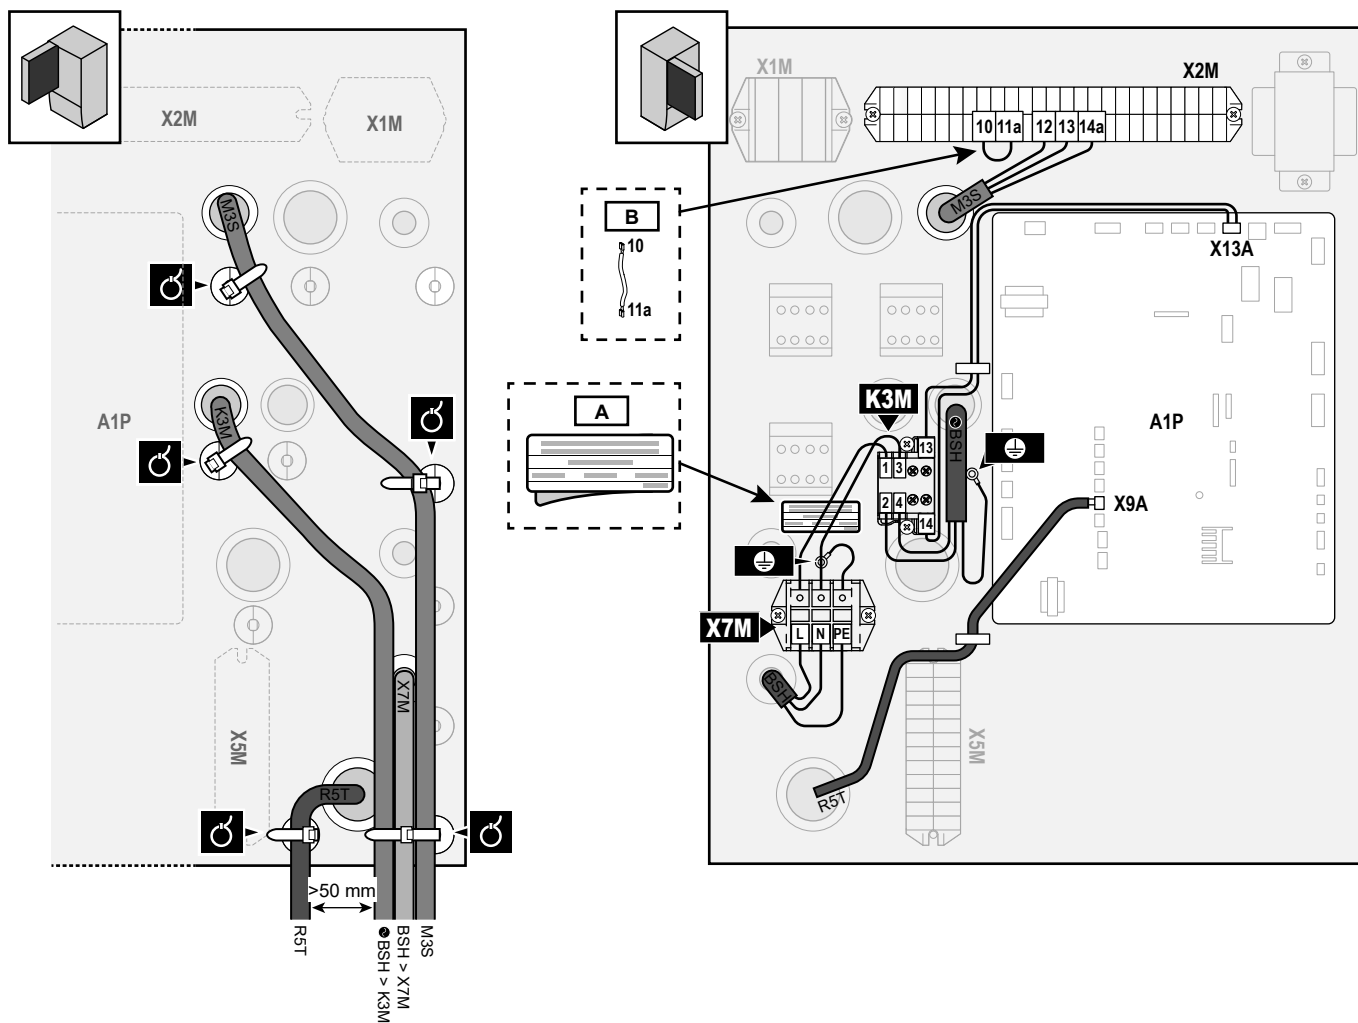 X2M
X1M
M3S
A1P
K3M
X7M
X5M
R5T
>50 mm
R5T
BSH > K3M
BSH > X7M
M3S
X1M
X2M
10 11a 12 13 14a
M3S
B
10
11a
X13A
A
K3M
13
1 3
BSH
2 4
14
A1P
X9A
X7M
L N PE
BSH
X5M
R5T